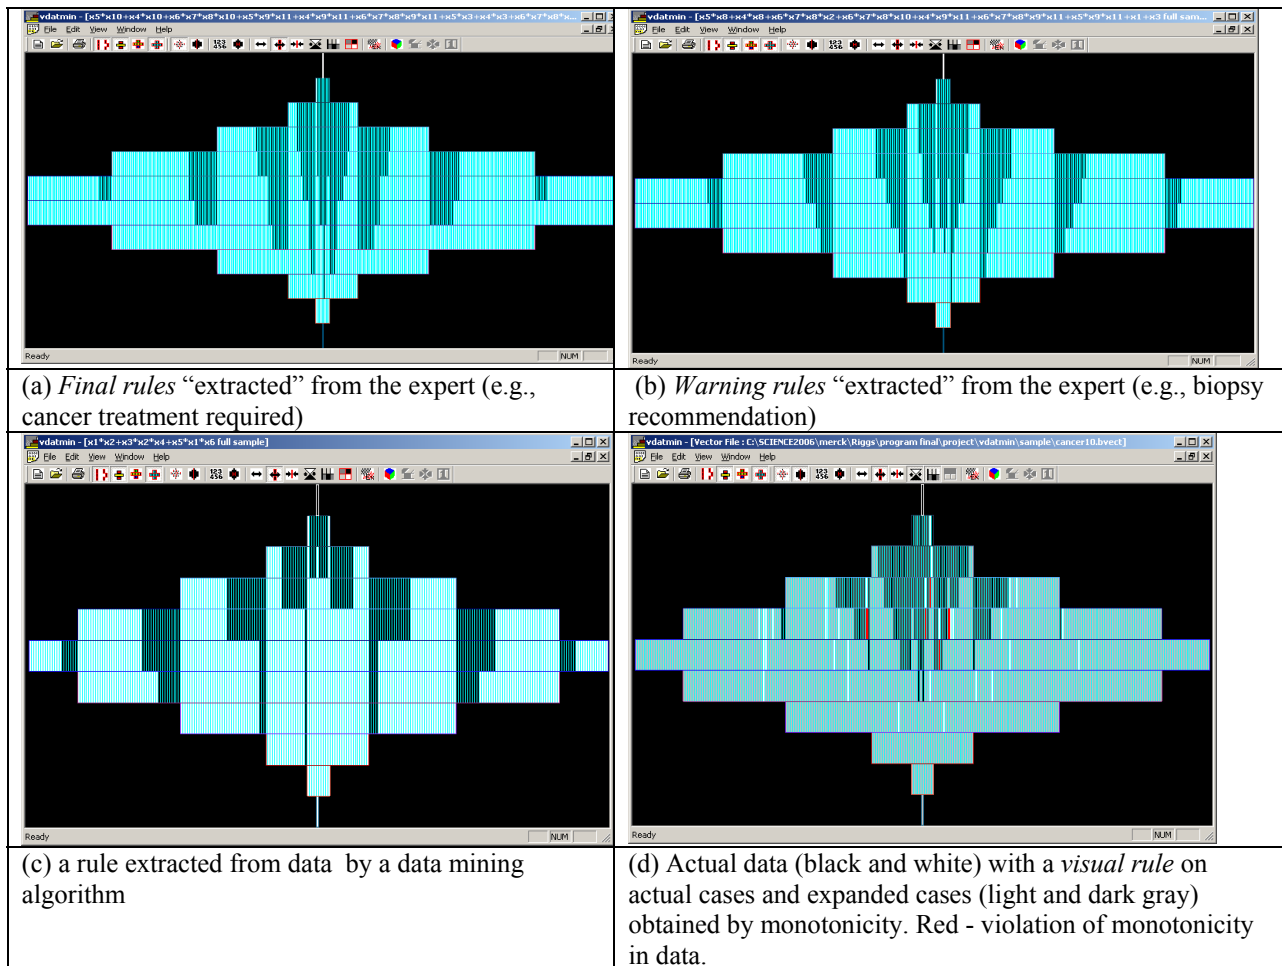 vdatmin - [x5*x10+x4*x10+x6*x7*x8*x10+x5*x9*x11+x4*x9*x11+x6*x7*x8*x9*x11+x5*x3+x4*x3+x6*x7*x8*x...
File Edit View Window Help
Ready NUM
vdatmin - [x5*x8+x4*x8+x6*x7*x8*x2+x6*x7*x8*x10+x4*x9*x11+x6*x7*x8*x9*x11+x5*x9*x11+x1+x3 full sam...
File Edit View Window Help
Ready NUM
(a) Final rules “extracted” from the expert (e.g.,
cancer treatment required)
(b) Warning rules “extracted” from the expert (e.g., biopsy
recommendation)
vdatmin - [x1*x2+x3*x2*x4+x5*x1*x6 full sample]
File Edit View Window Help
Ready NUM
vdatmin - [Vector File : C:\SCIENCE2006\merck\Riggs\program final\project\vdatmin\sample\cancer10.bvect]
File Edit View Window Help
Ready NUM
(c) a rule extracted from data by a data mining
algorithm
(d) Actual data (black and white) with a visual rule on
actual cases and expanded cases (light and dark gray)
obtained by monotonicity. Red - violation of monotonicity
in data.